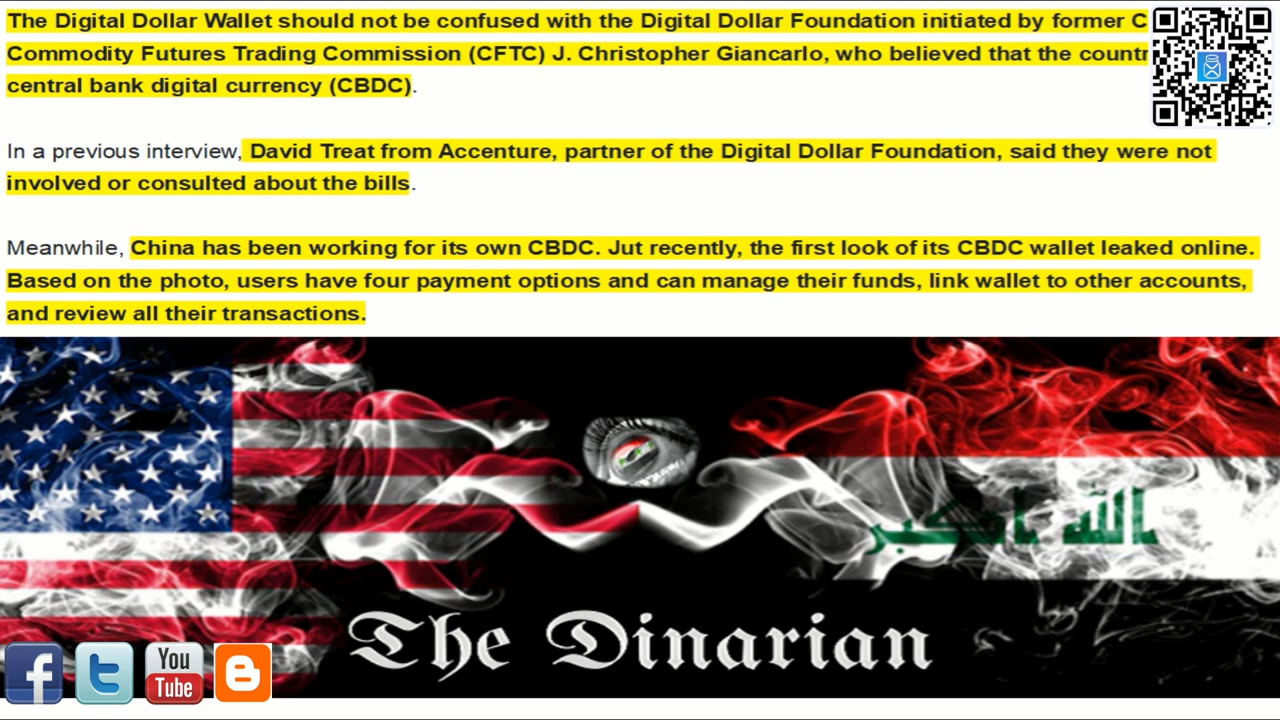 The Digital Dollar Wallet should not be confused with the Digital Dollar Foundation initiated by former C
Commodity Futures Trading Commission (CFTC) J. Christopher Giancarlo, who believed that the countr
central bank digital currency (CBDC).
In a previous interview, David Treat from Accenture, partner of the Digital Dollar Foundation, said they were not
involved or consulted about the bills.
Meanwhile, China has been working for its own CBDC. Jut recently, the first look of its CBDC wallet leaked online.
Based on the photo, users have four payment options and can manage their funds, link wallet to other accounts,
and review all their transactions.
الله اكبر
The Dinarian
You
Tube